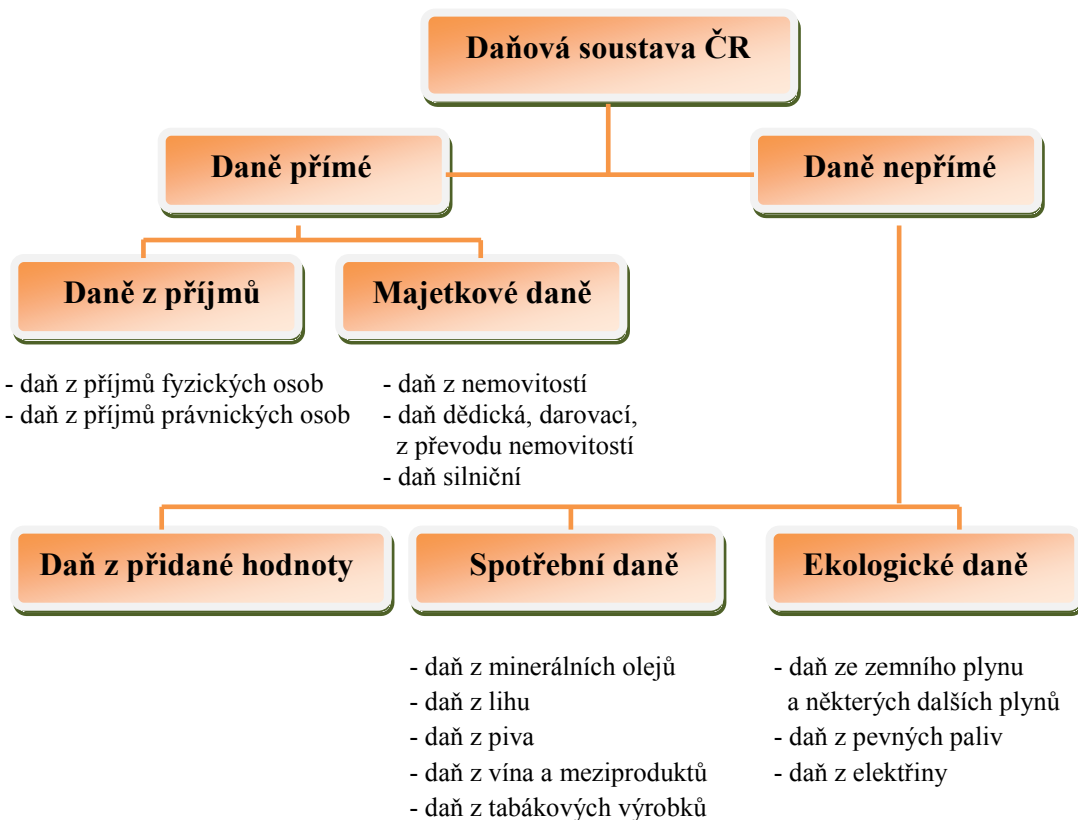 Daňová soustava ČR
Daně přímé
Daně nepřímé
Daně z příjmů
Majetkové daně
- daň z příjmů fyzických osob
- daň z příjmů právnických osob
- daň z nemovitostí
- daň dědická, darovací,
z převodu nemovitostí
- daň silniční
Daň z přidané hodnoty
Spotřební daně
Ekologické daně
- daň z minerálních olejů
- daň z lihu
- daň z piva
- daň z vína a meziproduktů
- daň z tabákových výrobků
- daň ze zemního plynu
a některých dalších plynů
- daň z pevných paliv
- daň z elektřiny